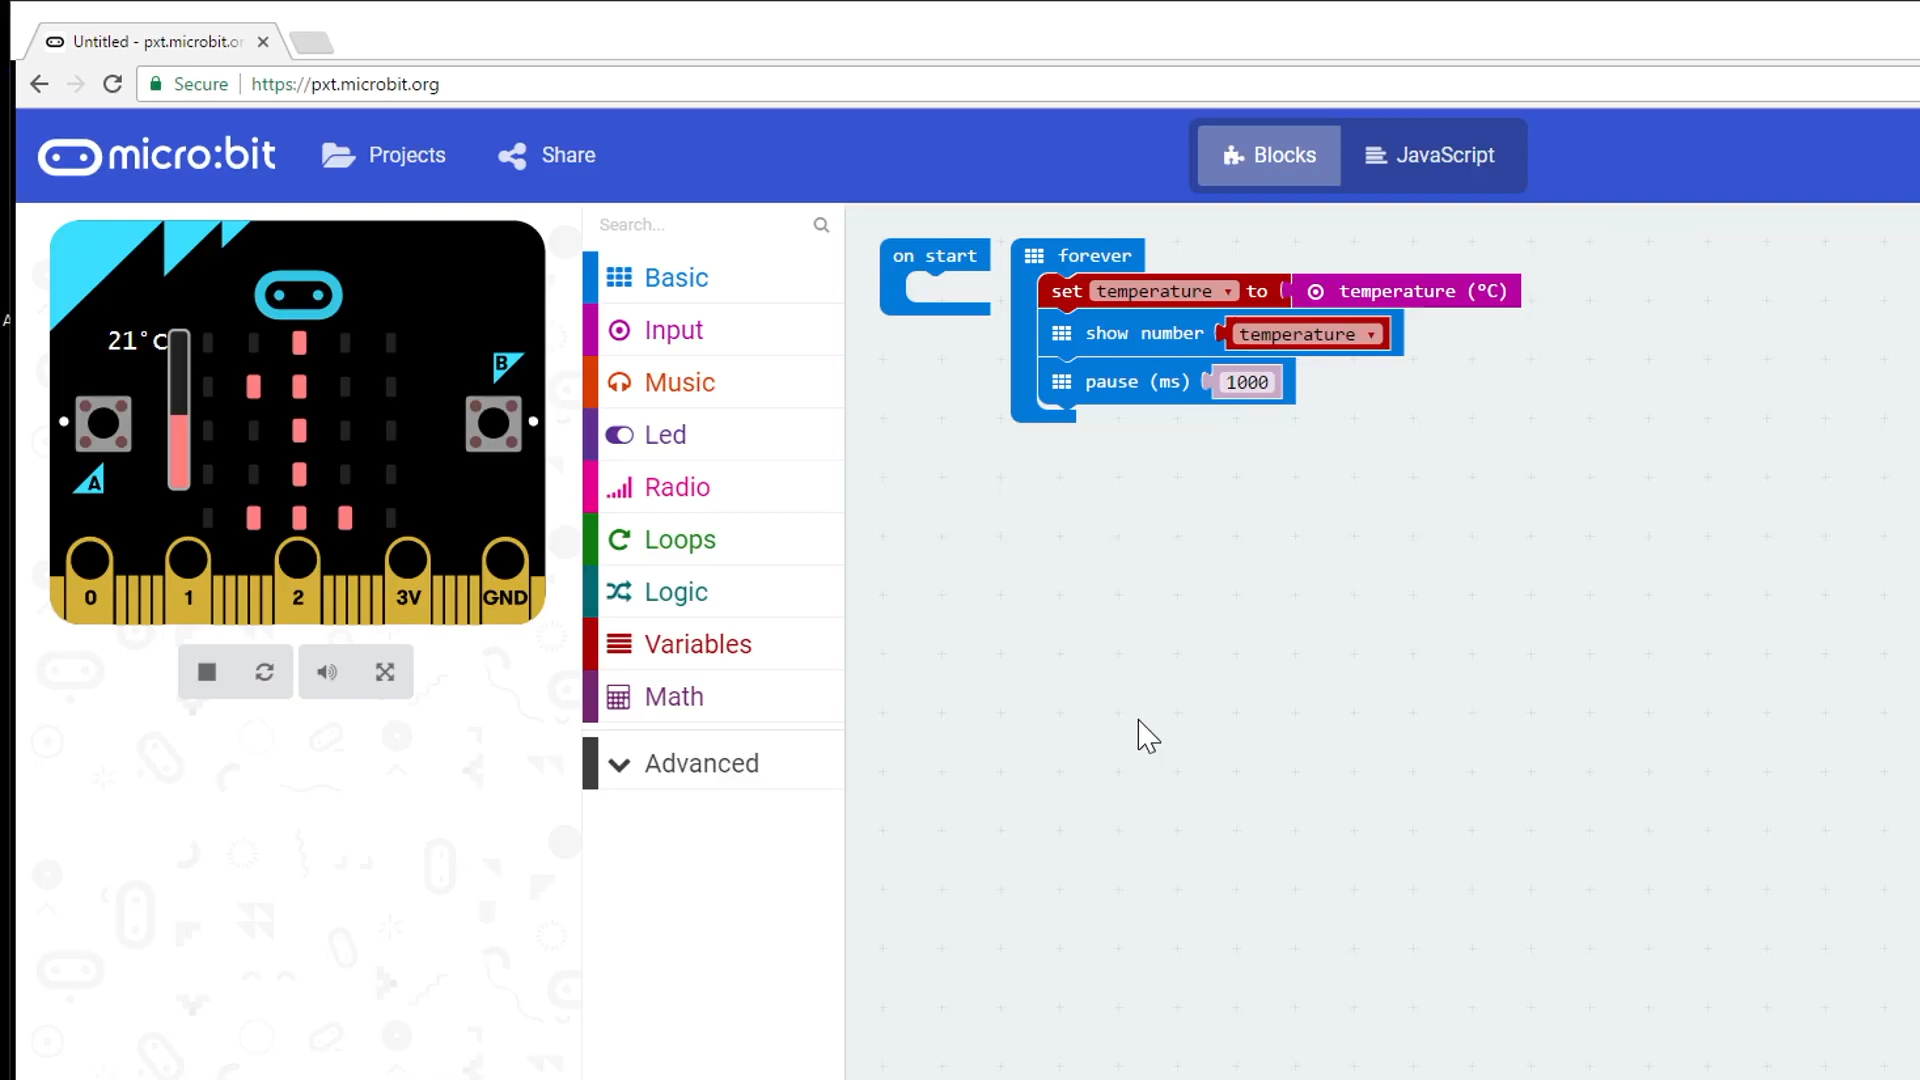 Untitled - pxt.microbit.or
Secure
https://pxt.microbit.org
micro:bit
Projects
Share
Blocks
JavaScript
21°C
B
A
0
1
2
3V
GND
Search...
Basic
Input
Music
Led
Radio
Loops
Logic
Variables
Math
Advanced
on start
forever
set temperature to temperature (°C)
show number temperature
pause (ms) 1000